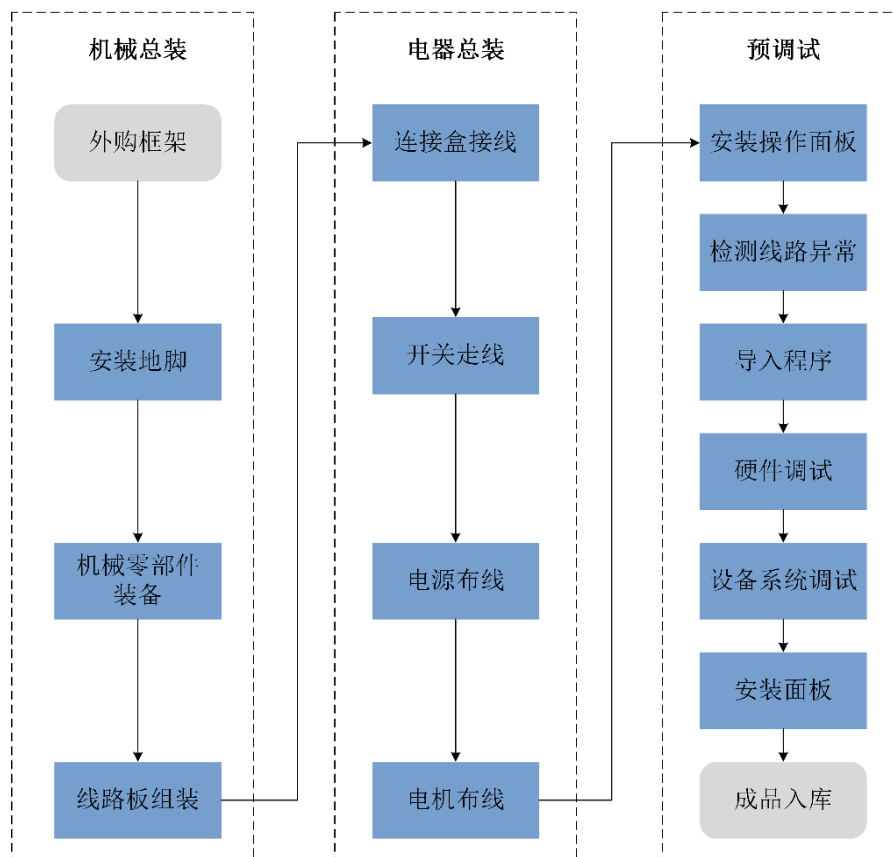 机械总装
外购框架
安装地脚
机械零部件
装备
线路板组装
电器总装
连接盒接线
开关走线
电源布线
电机布线
预调试
安装操作面板
检测线路异常
导入程序
硬件调试
设备系统调试
安装面板
成品入库